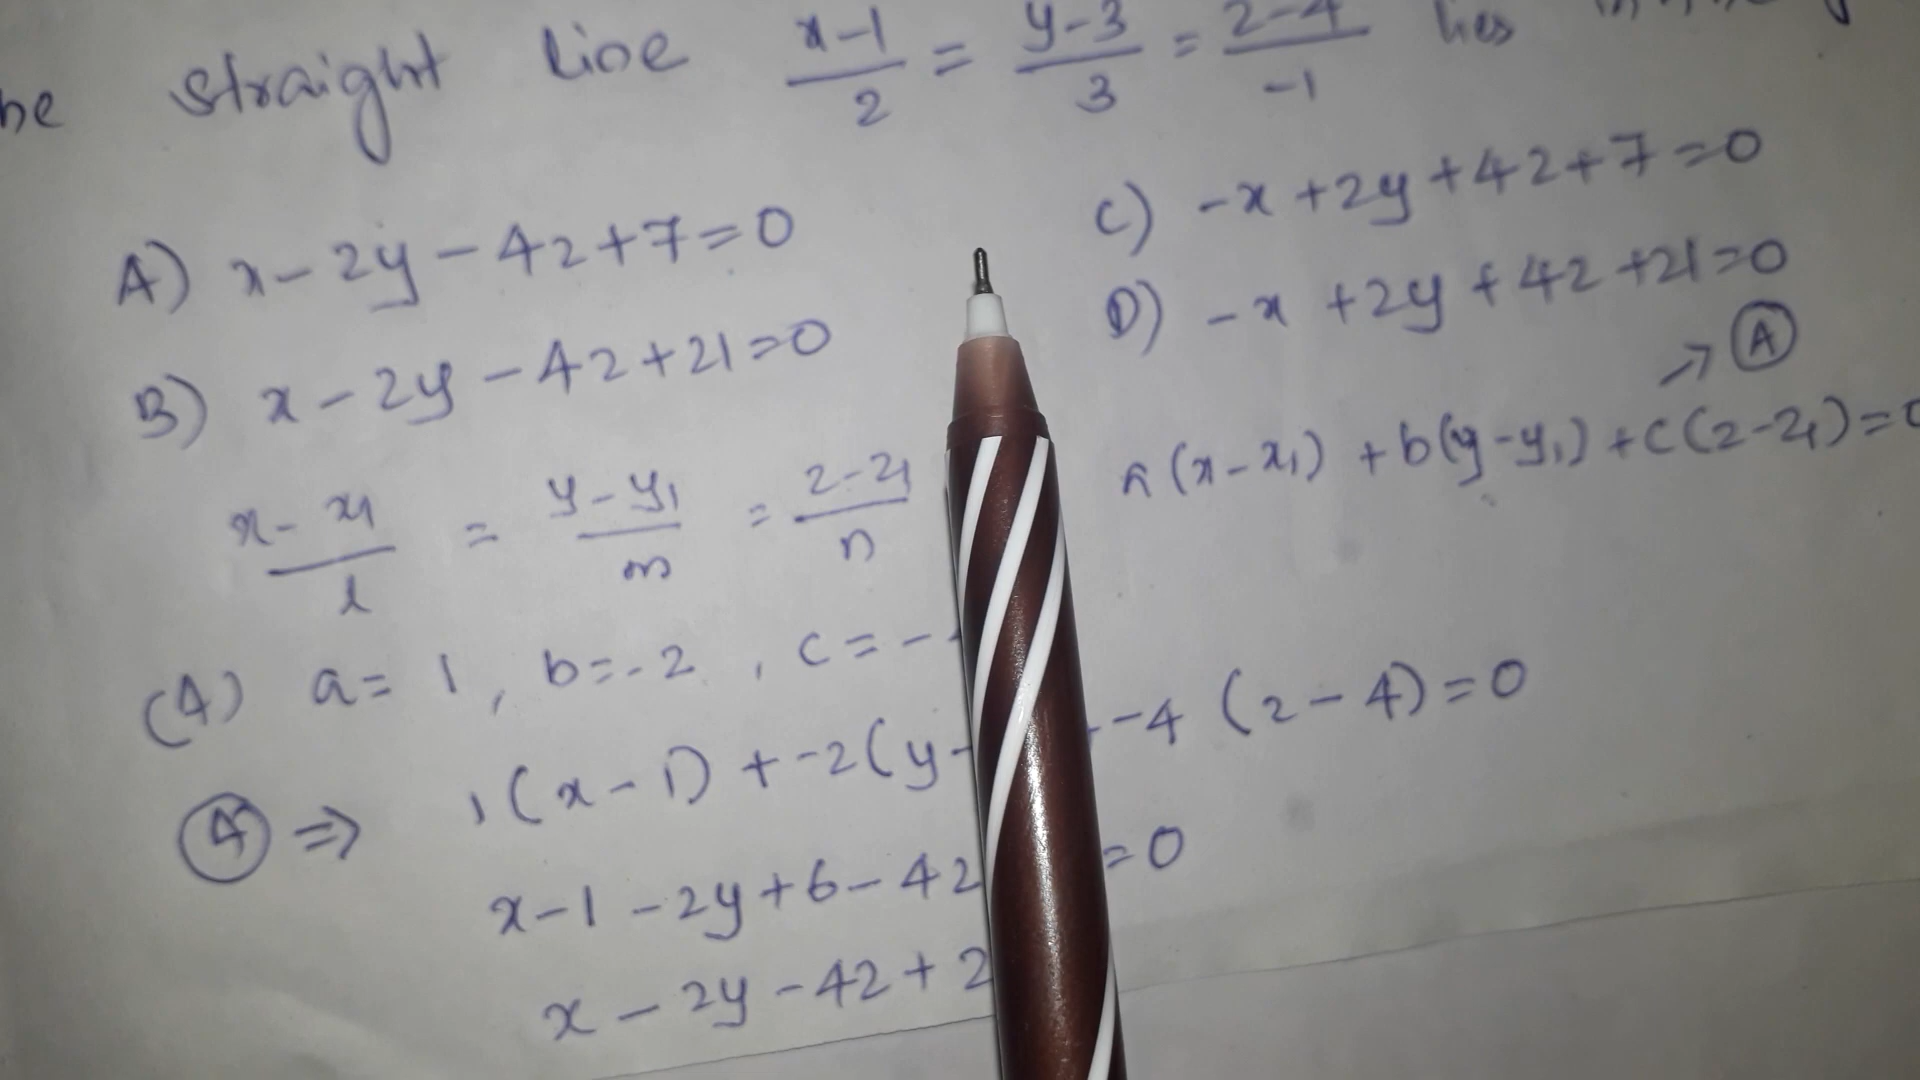 he straight line x-1/2 = y-3/3 = z-4/-1 lies
A) x-2y-4z+7=0
B) x-2y-4z+21=0
C) -x+2y+4z+7=0
D) -x+2y+4z+21=0
x-x₁/l = y-y₁/m = z-z₁/n
a(x-x₁)+b(y-y₁)+c(z-z₁)=0 → (A)
(A) a=1, b=-2, c=-
(A) ⇒ 1(x-1)+-2(y- -4(z-4)=0
x-1-2y+6-4z =0
x-2y-4z+2